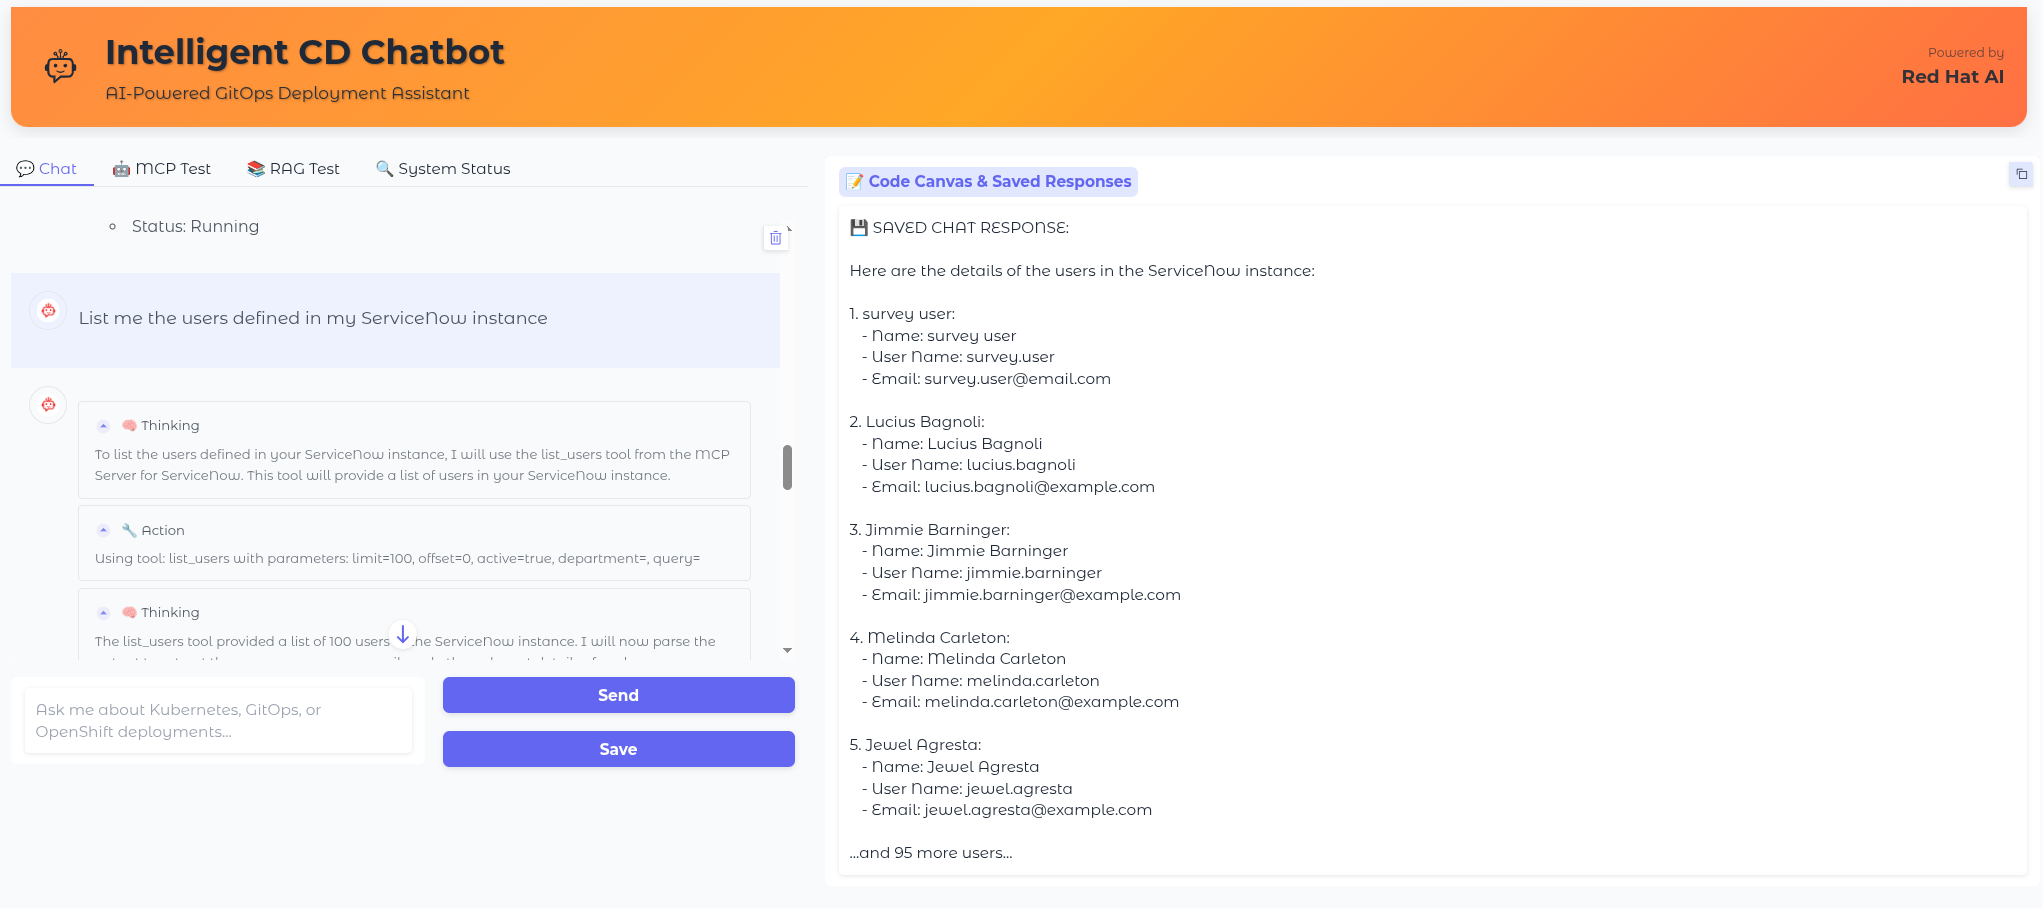 Intelligent CD Chatbot
AI-Powered GitOps Deployment Assistant
Powered by
Red Hat AI
Chat
MCP Test
RAG Test
System Status
Status: Running
List me the users defined in my ServiceNow instance
Thinking
To list the users defined in your ServiceNow instance, I will use the list_users tool from the MCP
Server for ServiceNow. This tool will provide a list of users in your ServiceNow instance.
Action
Using tool: list_users with parameters: limit=100, offset=0, active=true, department=, query=
Thinking
The list_users tool provided a list of 100 users the ServiceNow instance. I will now parse the
Ask me about Kubernetes, GitOps, or
OpenShift deployments...
Send
Save
Code Canvas & Saved Responses
SAVED CHAT RESPONSE:
Here are the details of the users in the ServiceNow instance:
1. survey user:
- Name: survey user
- User Name: survey.user
- Email: survey.user@email.com
2. Lucius Bagnoli:
- Name: Lucius Bagnoli
- User Name: lucius.bagnoli
- Email: lucius.bagnoli@example.com
3. Jimmie Barninger:
- Name: Jimmie Barninger
- User Name: jimmie.barninger
- Email: jimmie.barninger@example.com
4. Melinda Carleton:
- Name: Melinda Carleton
- User Name: melinda.carleton
- Email: melinda.carleton@example.com
5. Jewel Agresta:
- Name: Jewel Agresta
- User Name: jewel.agresta
- Email: jewel.agresta@example.com
...and 95 more users...